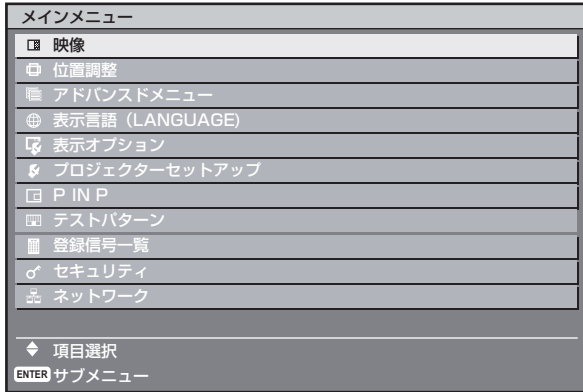 メインメニュー
映像
位置調整
アドバンスドメニュー
表示言語（LANGUAGE)
表示オプション
プロジェクターセットアップ
P IN P
テストパターン
登録信号一覧
セキュリティ
ネットワーク
項目選択
ENTER サブメニュー